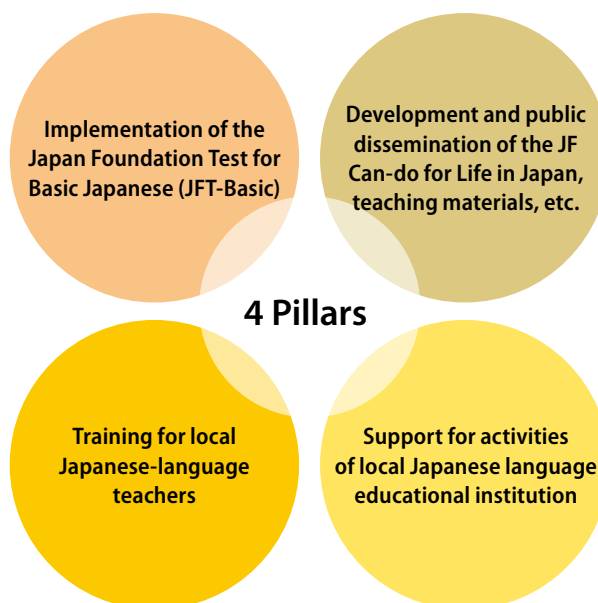 Implementation of the
Japan Foundation Test for
Basic Japanese (JFT-Basic)
Development and public
dissemination of the JF
Can-do for Life in Japan,
teaching materials, etc.
4 Pillars
Training for local
Japanese-language
teachers
Support for activities
of local Japanese language
educational institution